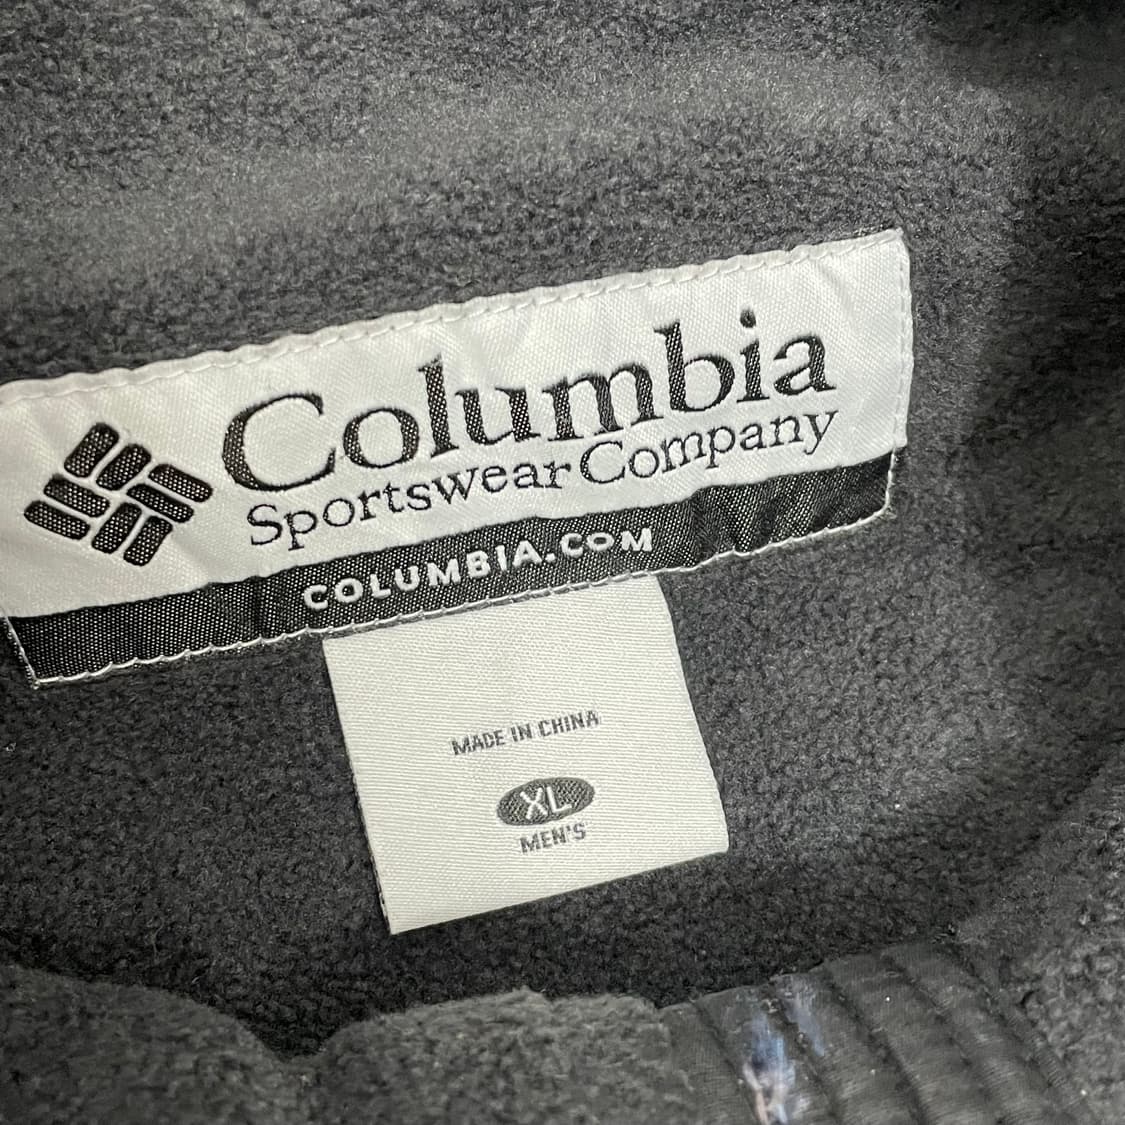 Columbia
Sportswear Company
COLUMBIA.COM
MADE IN CHINA
XL
MEN'S